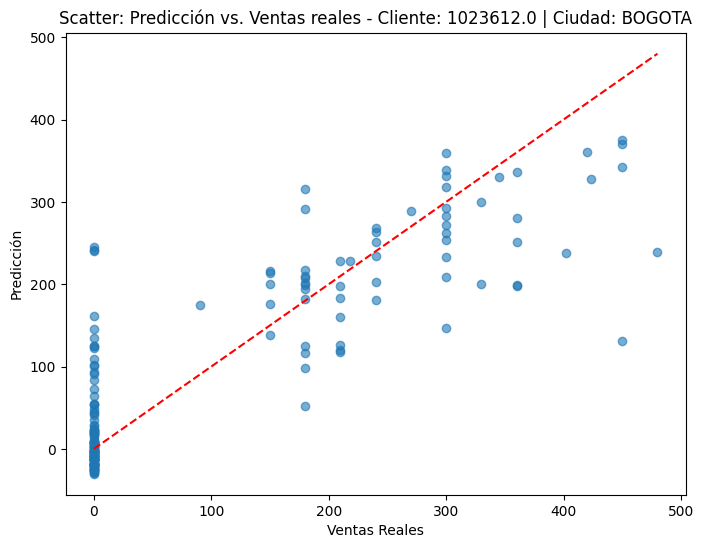 Scatter: Predicción vs. Ventas reales - Cliente: 1023612.0 | Ciudad: BOGOTA
500
400
300
200
100
0
Predicción
0 100 200 300 400 500
Ventas Reales